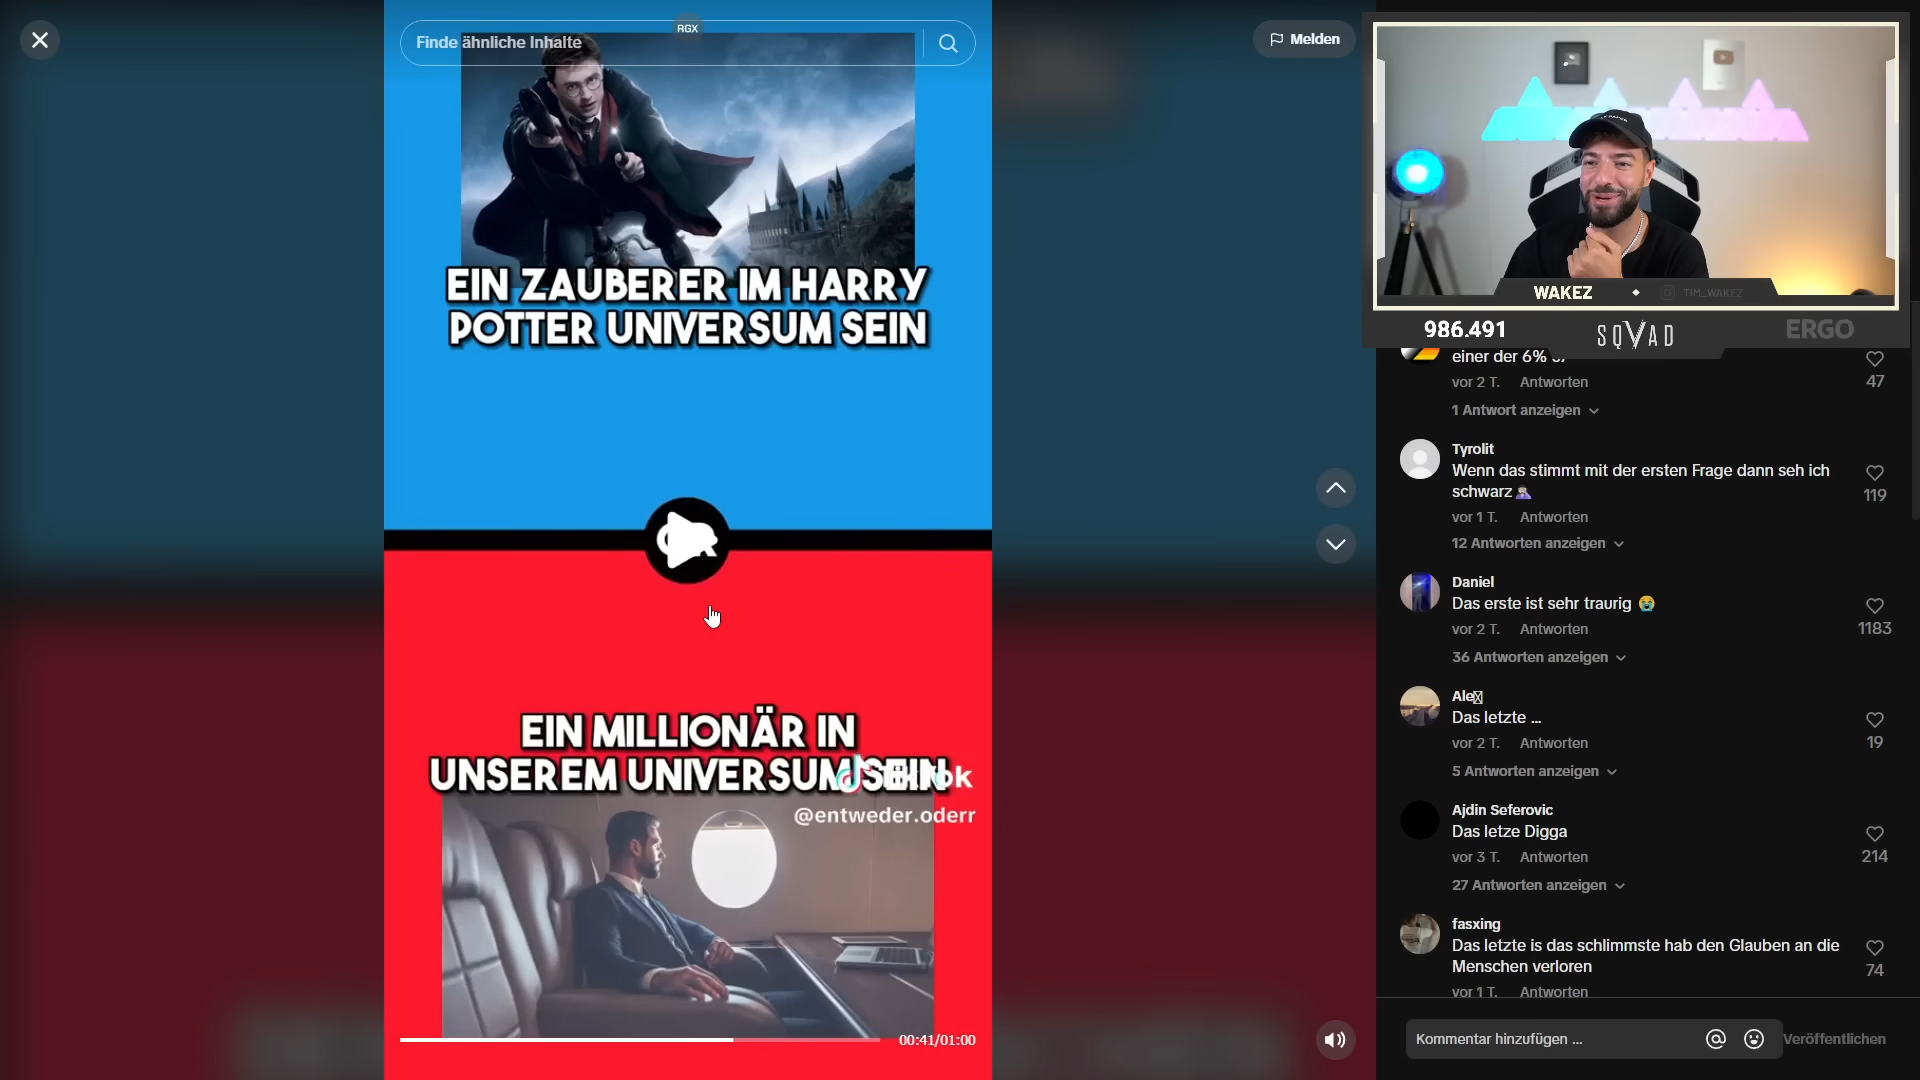 Finde ähnliche Inhalte
RGX
Melden
EIN ZAUBERER IM HARRY
POTTER UNIVERSUM SEIN
EIN MILLIONÄR IN
UNSEREM UNIVERSUM SEIN
TikTok
@entweder.oderr
00:41/01:00
WAKEZ
TIM_WAKEZ
986.491
SQVAD
ERGO
einer der 6%
47
vor 2 T. Antworten
1 Antwort anzeigen
Tyrolit
Wenn das stimmt mit der ersten Frage dann seh ich
schwarz
119
vor 1 T. Antworten
12 Antworten anzeigen
Daniel
Das erste ist sehr traurig 😭
1183
vor 2 T. Antworten
36 Antworten anzeigen
Ale
Das letzte ...
19
vor 2 T. Antworten
5 Antworten anzeigen
Ajdin Seferovic
Das letze Digga
214
vor 3 T. Antworten
27 Antworten anzeigen
fasxing
Das letzte is das schlimmste hab den Glauben an die
Menschen verloren
74
vor 1 T. Antworten
Kommentar hinzufügen ...
Veröffentlichen